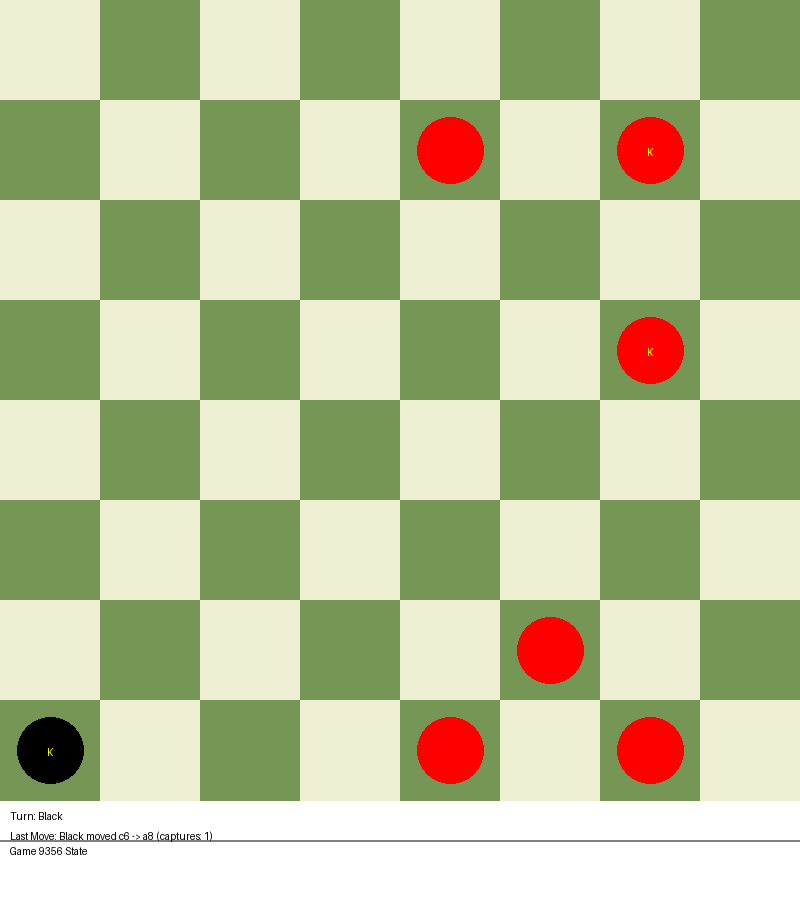 K
K
K
Turn: Black
Last Move: Black moved c6 -> a8 (captures: 1)
Game 9356 State